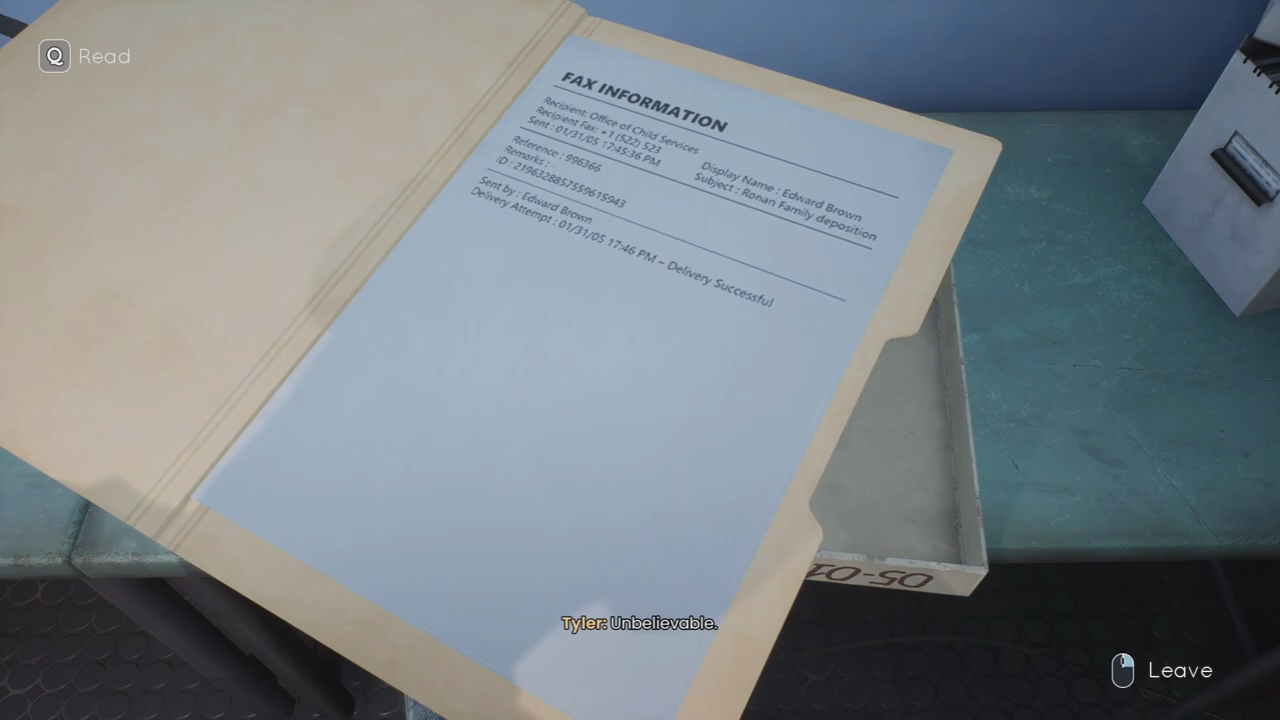 Q Read
FAX INFORMATION
Recipient: Office of Child Services
Recipient Fax: +1 (522) 523
Sent : 01/31/05 17:45:36 PM
Display Name : Edward Brown
Subject : Ronan Family deposition
Reference : 996366
Remarks :
ID : 2196328857559615943
Sent by : Edward Brown
Delivery Attempt : 01/31/05 17:46 PM – Delivery Successful
05-01
Tyler: Unbelievable.
Leave